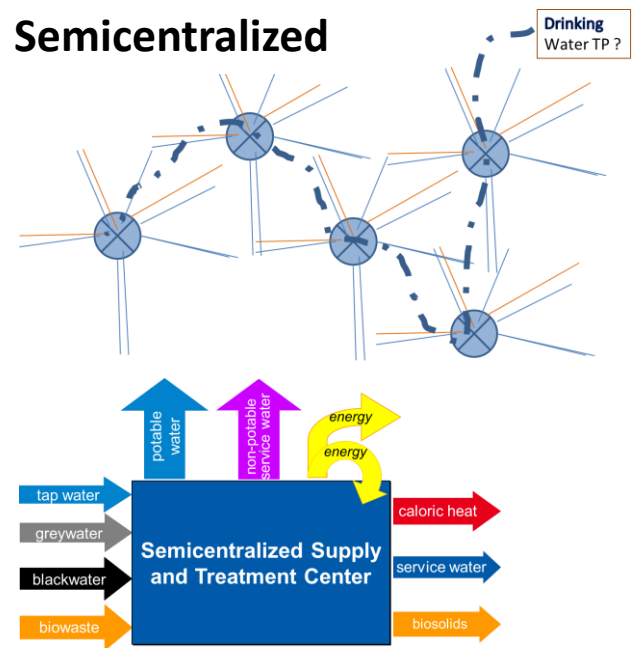 Semicentralized
Drinking
Water TP ?
potable
water
non-potable
service water
energy
energy
tap water
greywater
blackwater
biowaste
Semicentralized Supply
and Treatment Center
caloric heat
service water
biosolids